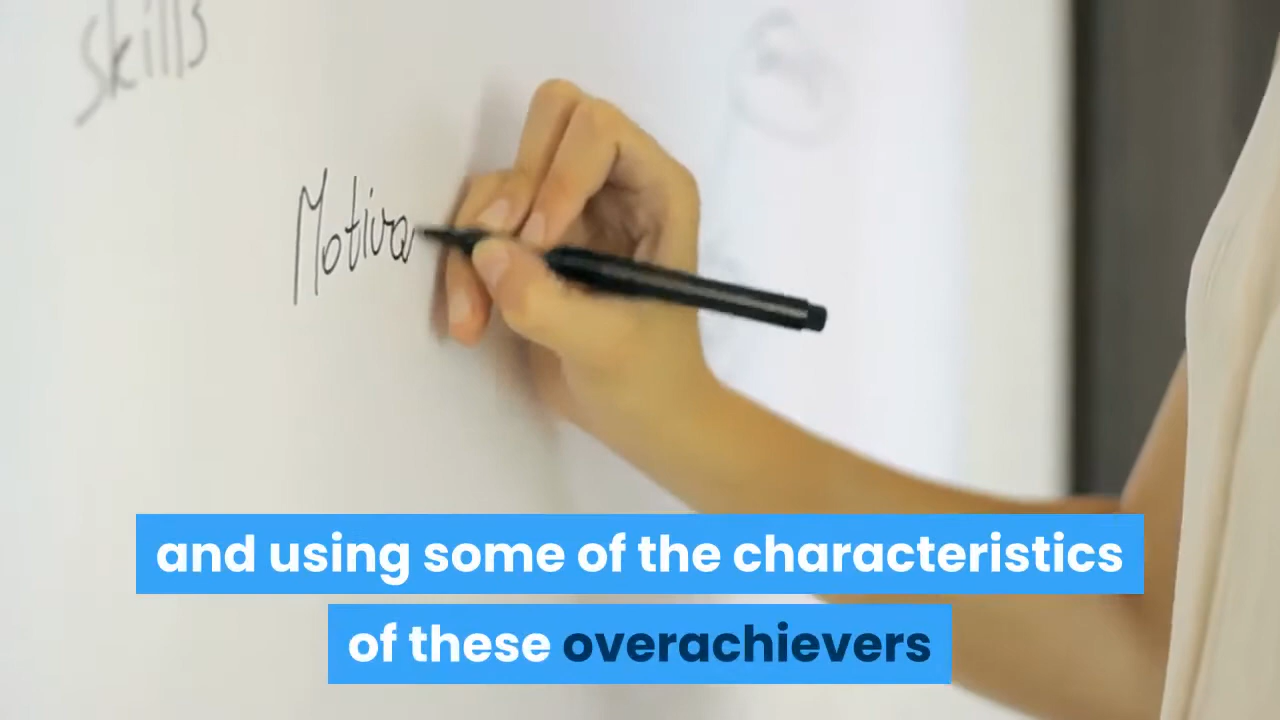 skills
Motiva
and using some of the characteristics
of these overachievers